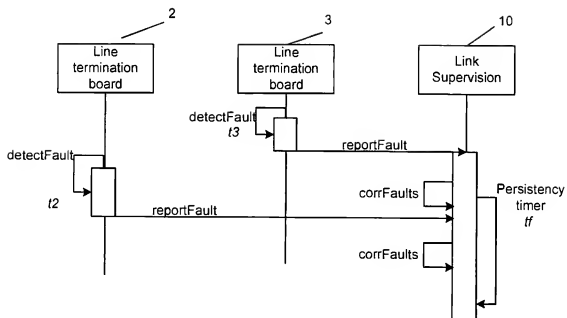 2
3
10
Line
termination
board
Line
termination
board
Link
Supervision
detectFault
t3
reportFault
detectFault
t2
reportFault
corrFaults
Persistency
timer
tf
corrFaults